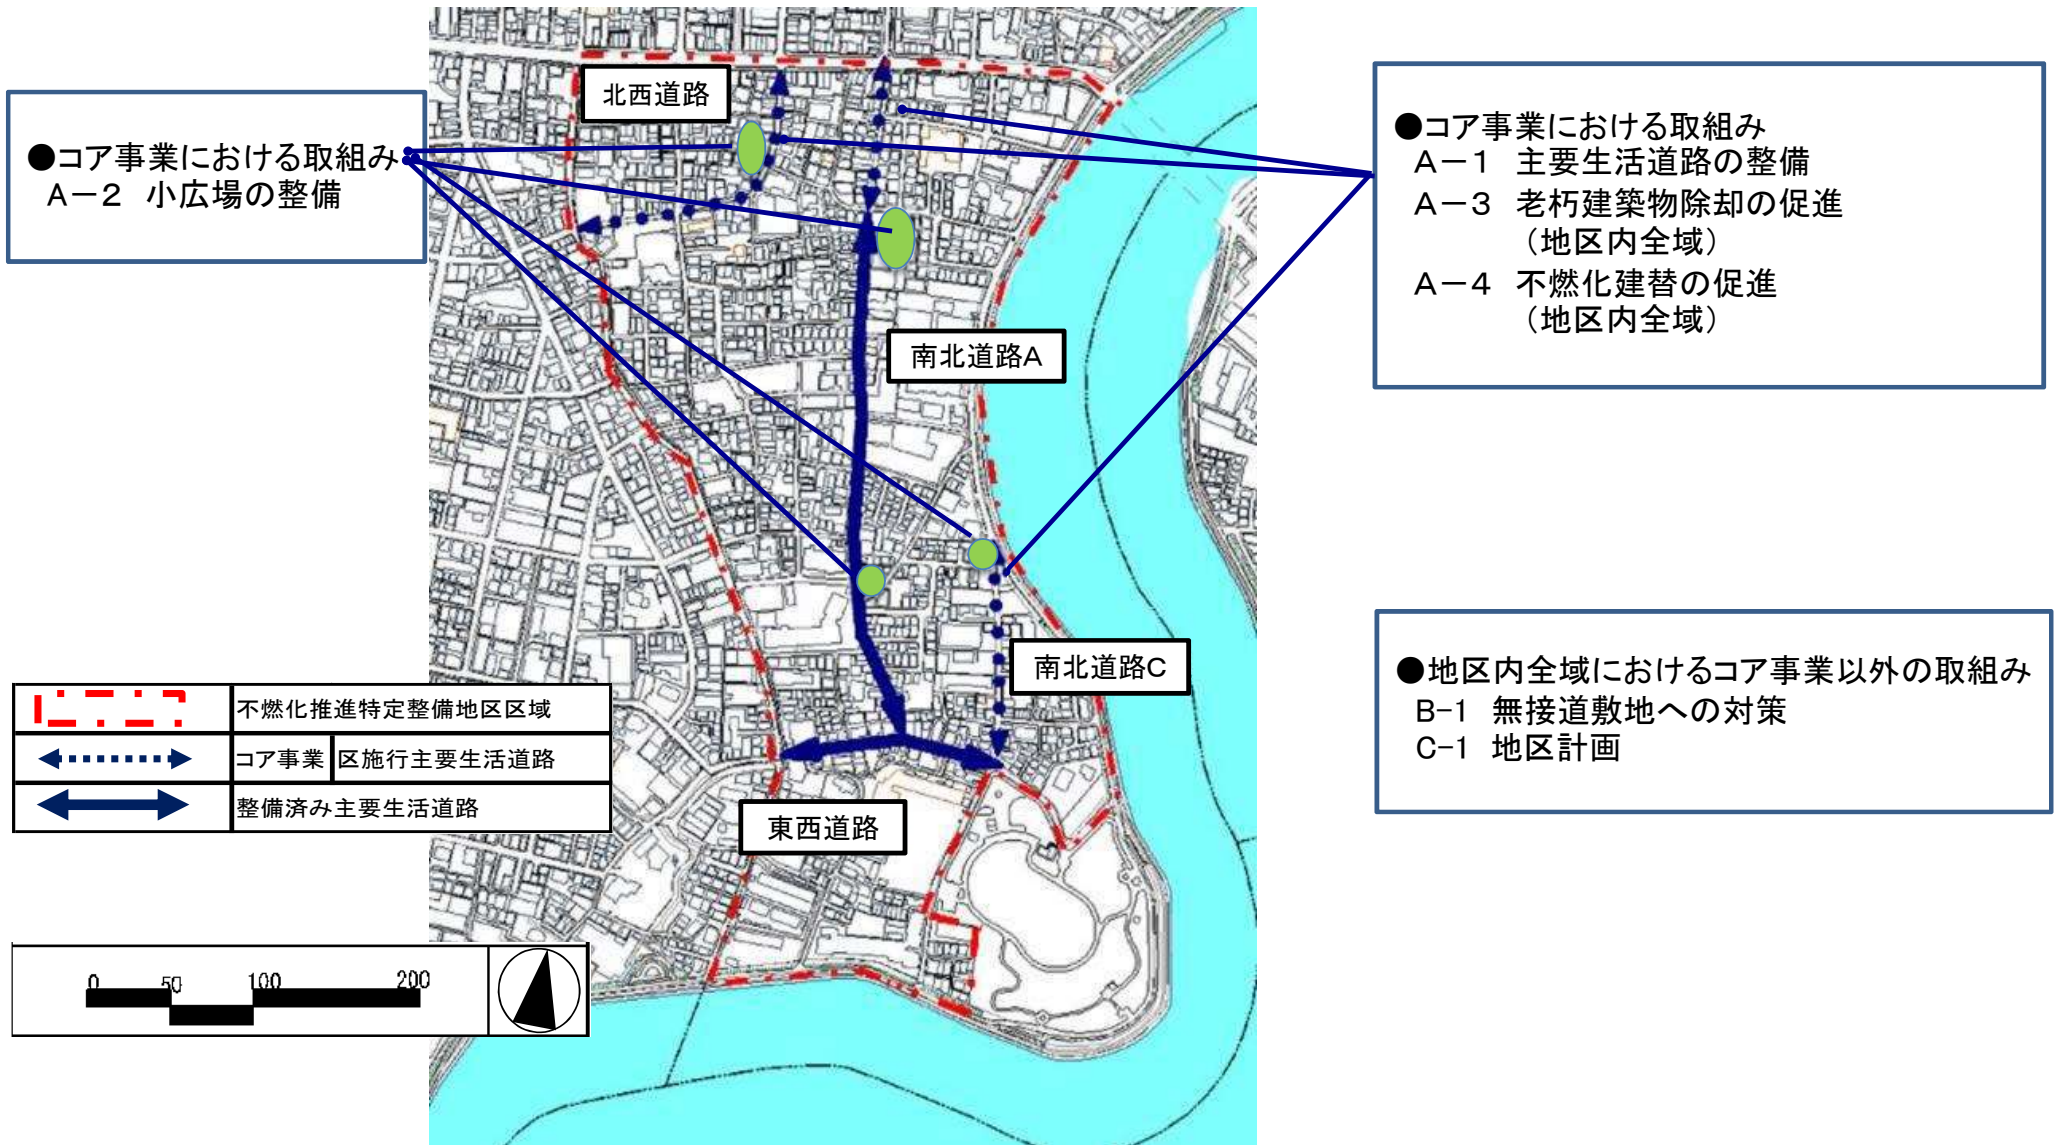 ●コア事業における取組み
A－2 小広場の整備
北西道路
●コア事業における取組み
A－1 主要生活道路の整備
A－3 老朽建築物除却の促進
（地区内全域）
A－4 不燃化建替の促進
（地区内全域）
南北道路A
南北道路C
●地区内全域におけるコア事業以外の取組み
B-1 無接道敷地への対策
C-1 地区計画
不燃化推進特定整備地区区域
コア事業 区施行主要生活道路
整備済み主要生活道路
東西道路
0 50 100 200